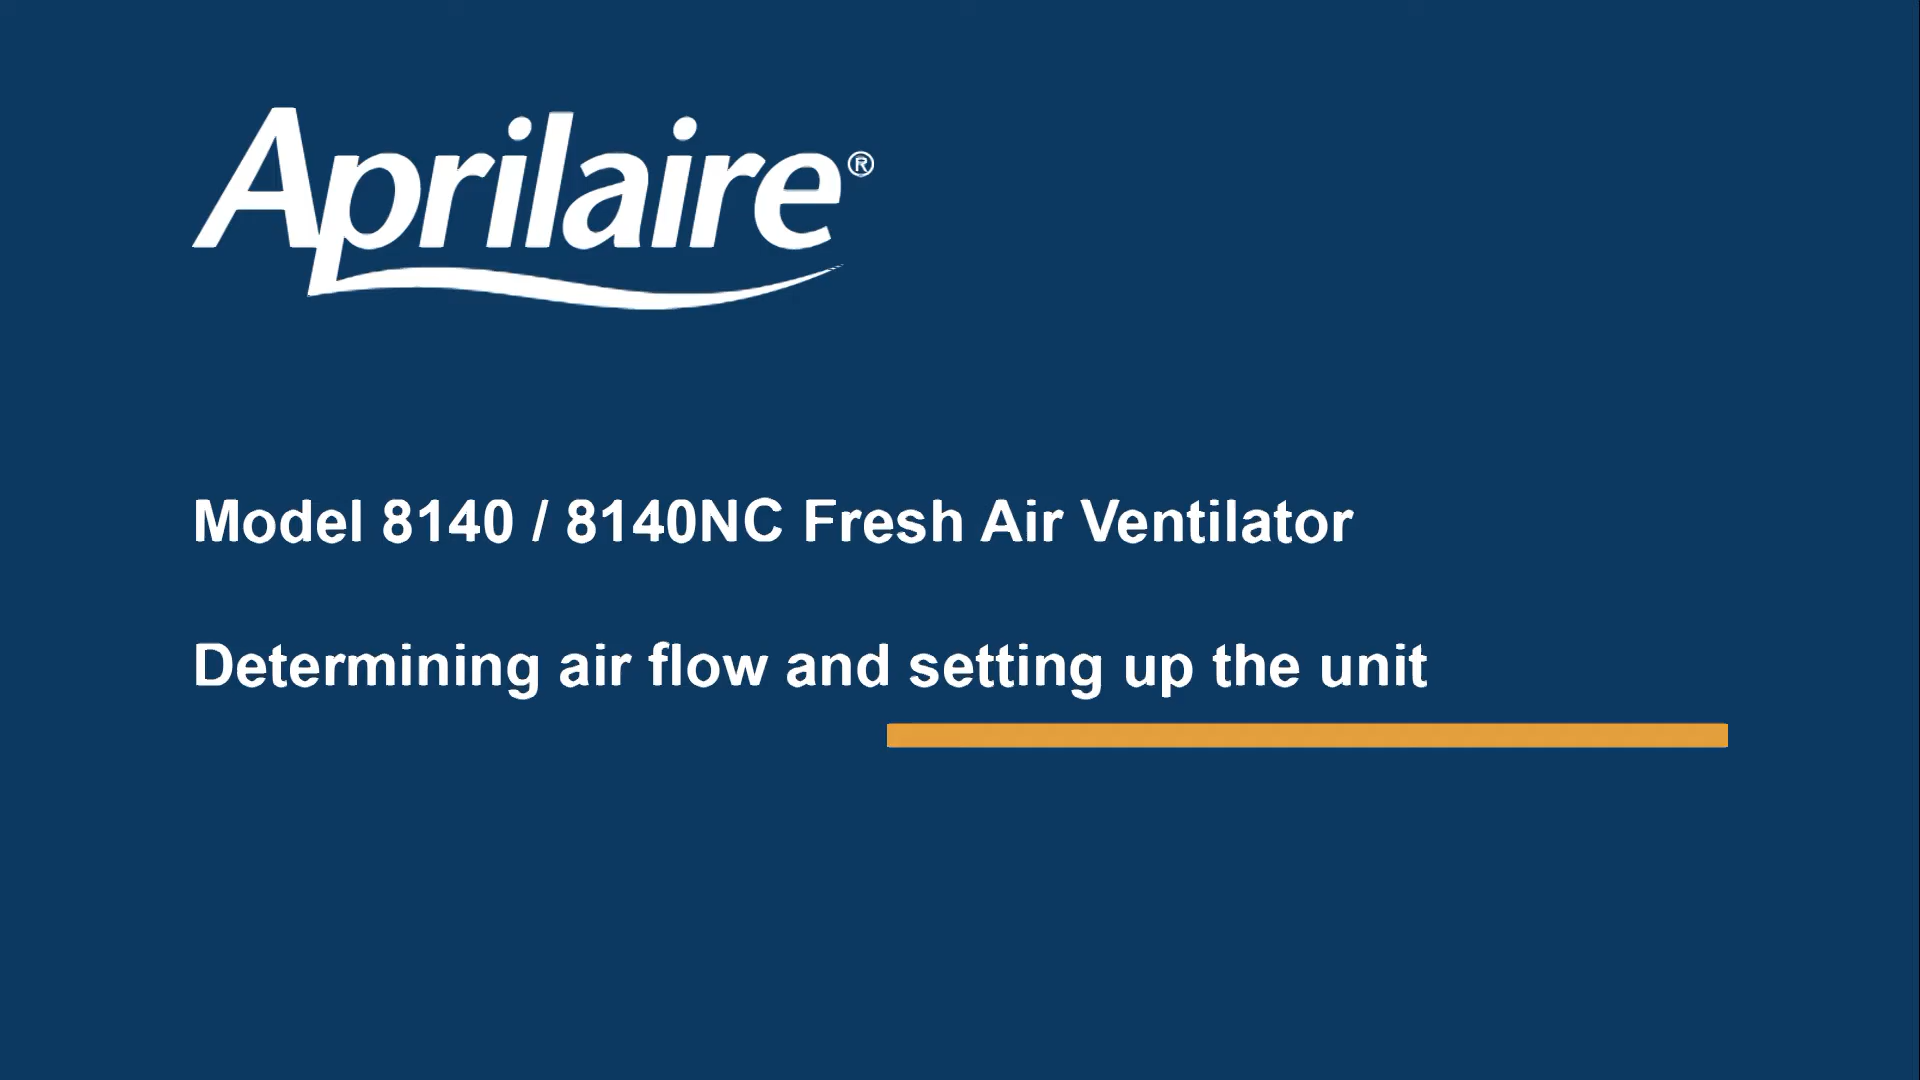 Aprilaire®
Model 8140 / 8140NC Fresh Air Ventilator
Determining air flow and setting up the unit